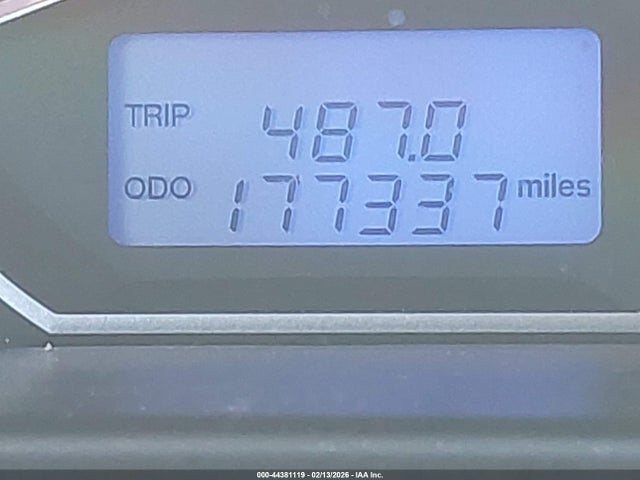 TRIP 487.0
ODO 177337 miles
000-44381119 - 02/13/2026 - IAA Inc.